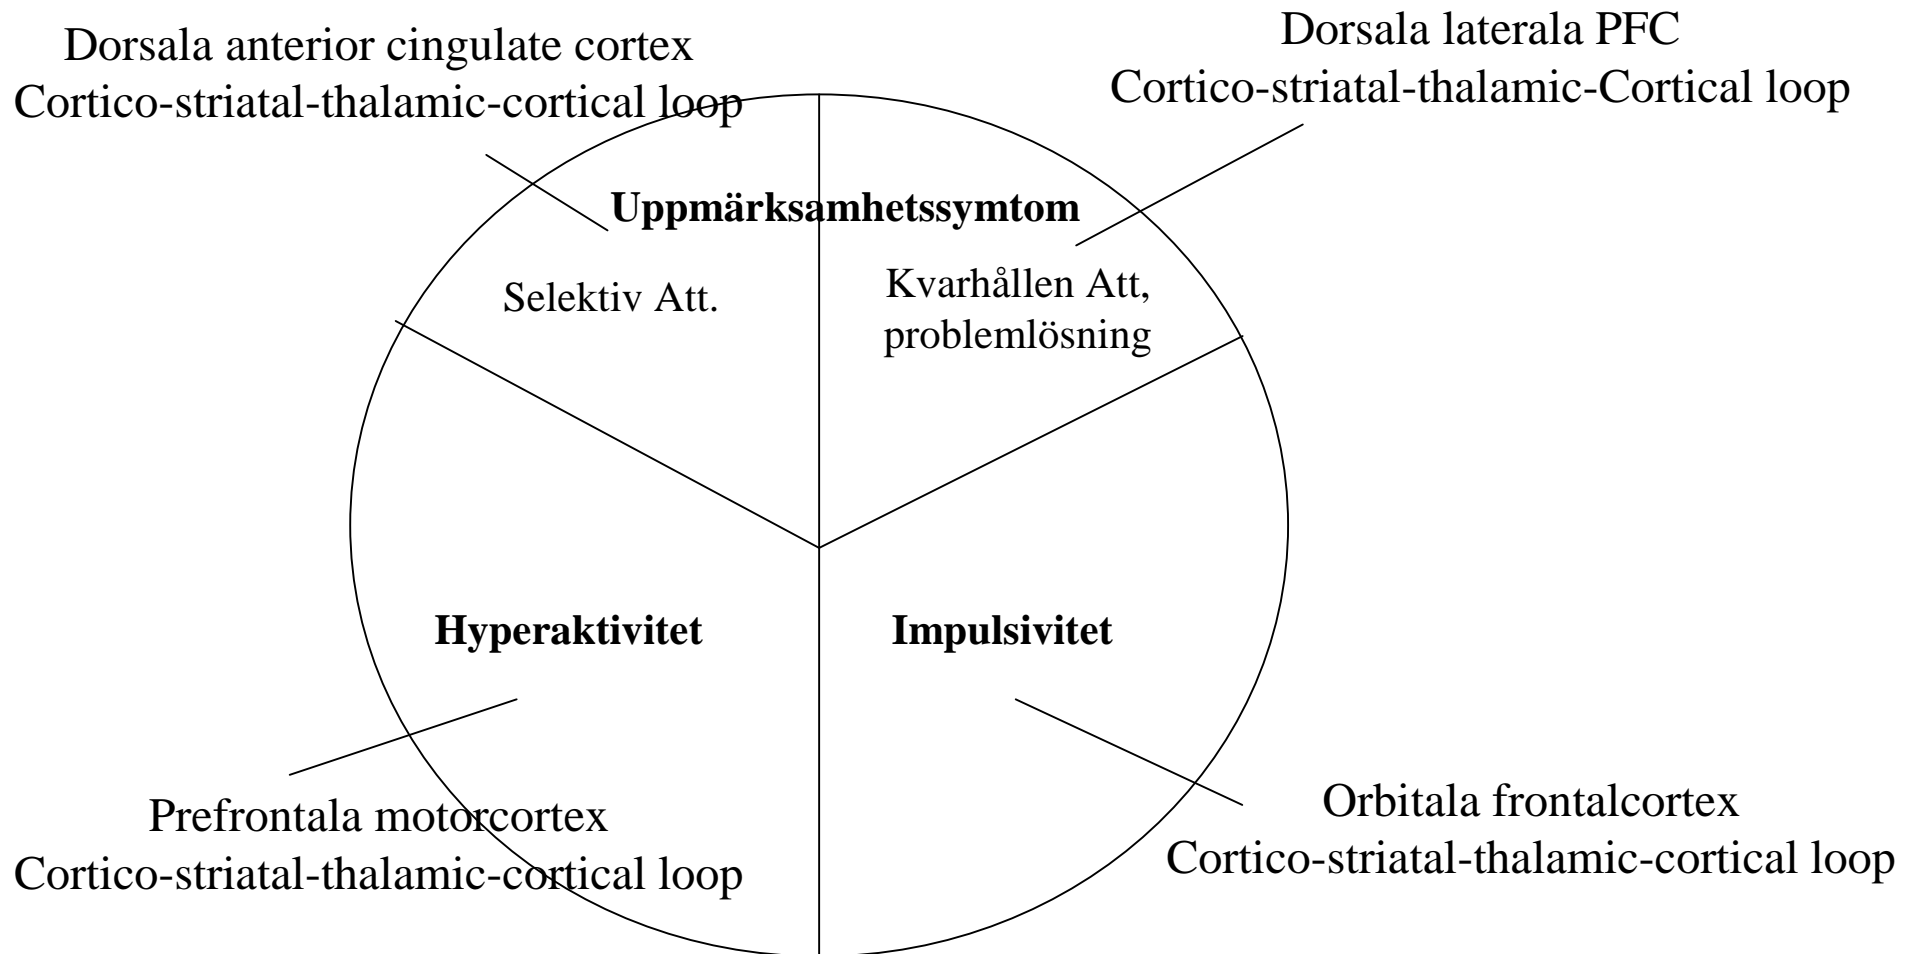 Dorsala anterior cingulate cortex
Cortico-striatal-thalamic-cortical loop
Dorsala laterala PFC
Cortico-striatal-thalamic-Cortical loop
Uppmärksamhetssymtom
Selektiv Att.
Kvarhållen Att,
problemlösning
Hyperaktivitet
Impulsivitet
Prefrontala motorcortex
Cortico-striatal-thalamic-cortical loop
Orbitala frontalcortex
Cortico-striatal-thalamic-cortical loop